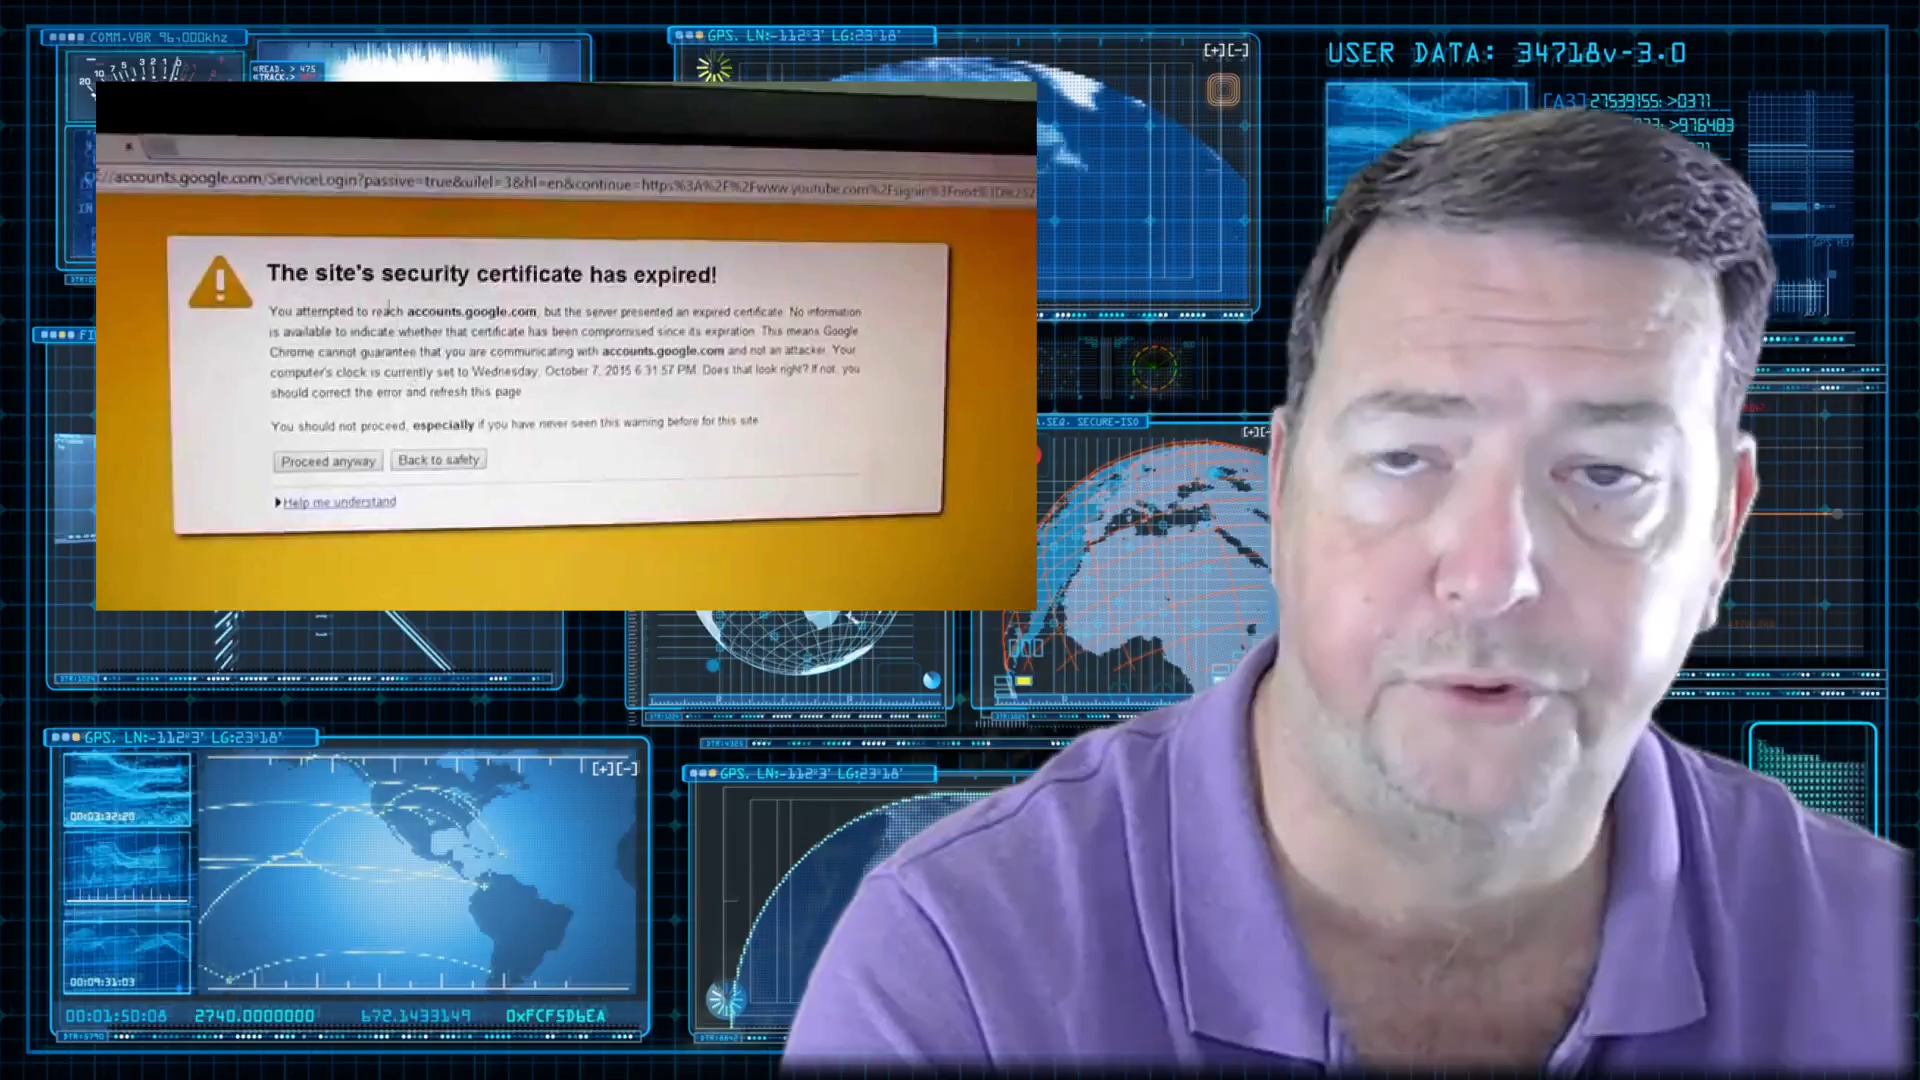 COMM.VBR 96,000khz
«READ. > 475
«TRACK.>
GPS. LN:-112°3' LG:23°18'
[+][-]
USER DATA: 34718v-3.0
[A3] 27539155: >0371
>976483
//accounts.google.com/ServiceLogin?passive=true&uilel=3&hl=en&continue=https%3A%2F%2Fwww.youtube.com%2Fsignin%3Fnext%3D%252
The site's security certificate has expired!
You attempted to reach accounts.google.com, but the server presented an expired certificate. No information
is available to indicate whether that certificate has been compromised since its expiration. This means Google
Chrome cannot guarantee that you are communicating with accounts.google.com and not an attacker. Your
computer's clock is currently set to Wednesday, October 7, 2015 6:31:57 PM. Does that look right? If not, you
should correct the error and refresh this page
You should not proceed, especially if you have never seen this warning before for this site
Proceed anyway Back to safety
Help me understand
SEQ. SECURE-ISO
GPS. LN:-112°3' LG:23°18'
[+][-]
00:03:32:20
00:09:31:03
00:01:50:08 2740.0000000 672.1433149 0xFCF5D6EA
GPS. LN:-112°3' LG:23°18'